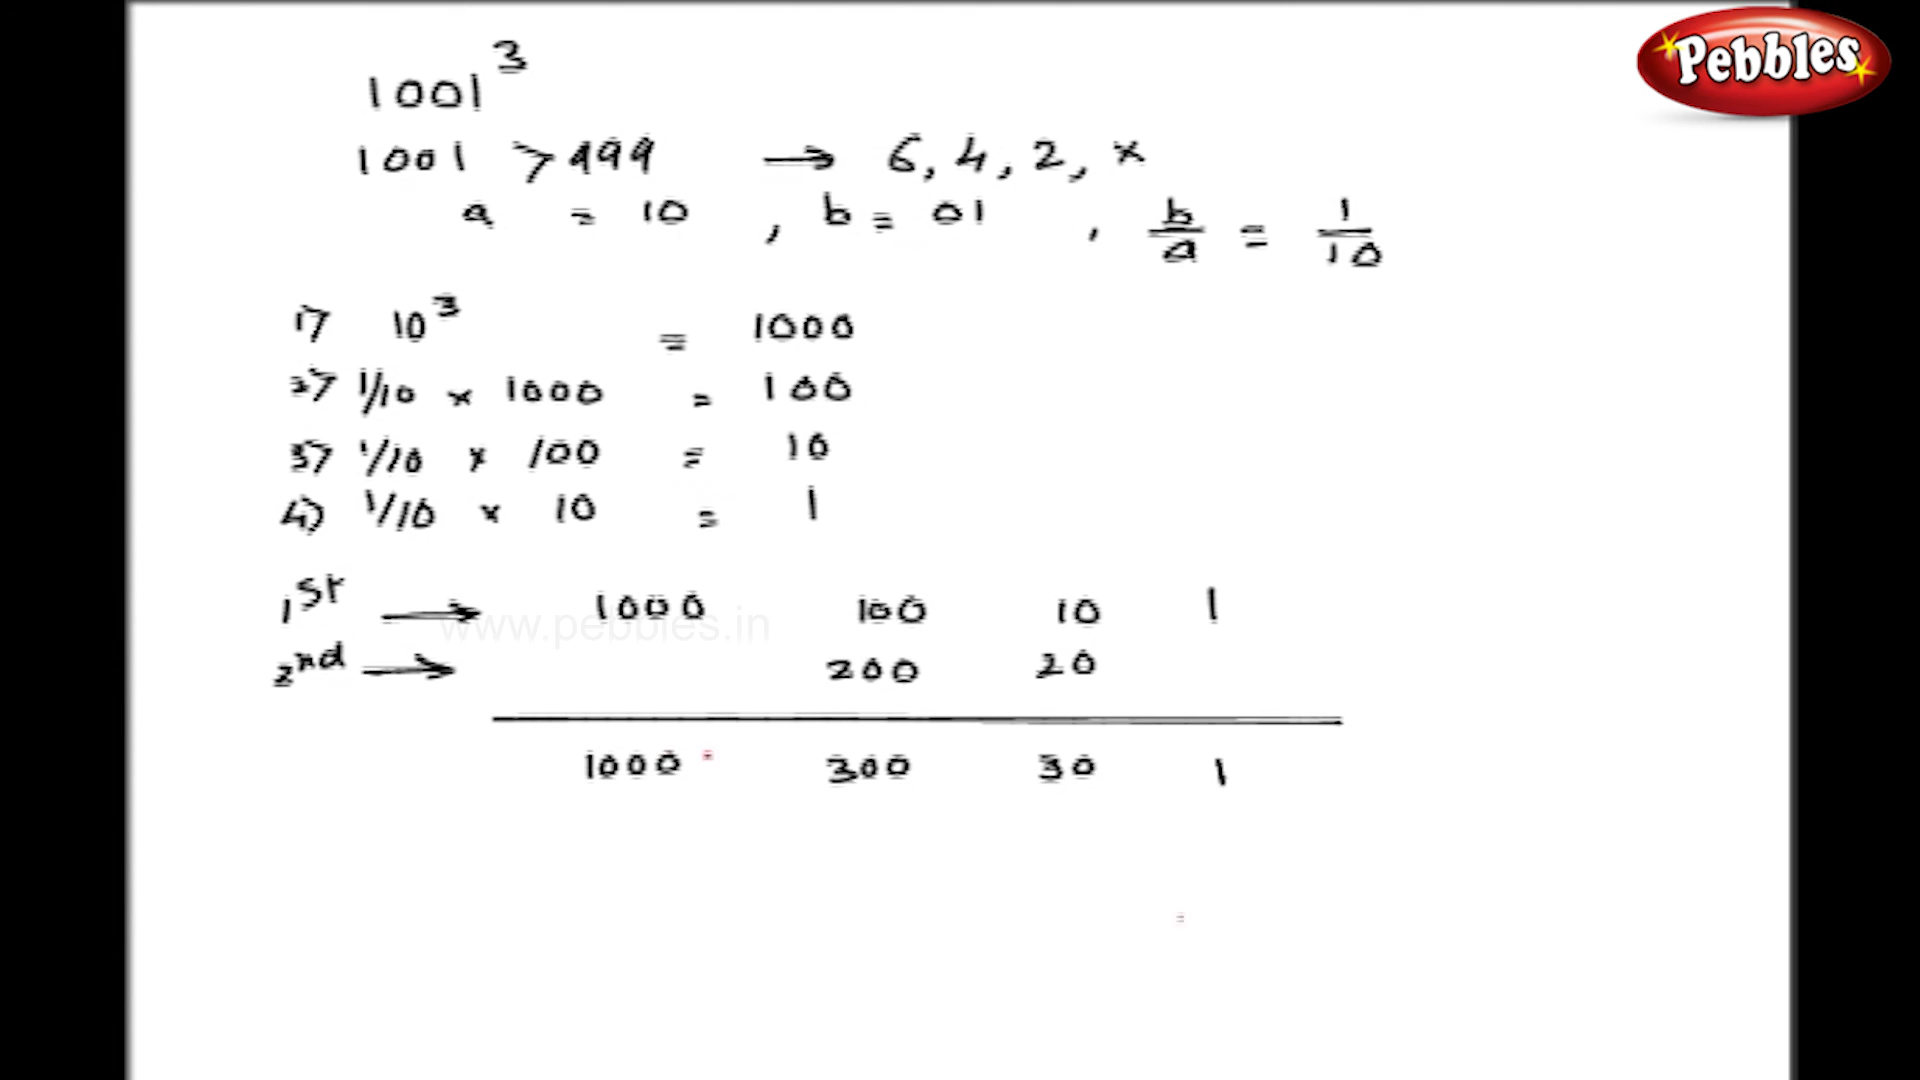 Pebbles
1001³
1001 > 999 → 6, 4, 2, ×
a = 10 , b = 01 , b/a = 1/10
1) 10³ = 1000
2) 1/10 × 1000 = 100
3) 1/10 × 100 = 10
4) 1/10 × 10 = 1
1st → 1000 100 10 1
www.pebbles.in
2nd → 200 20
1000 300 30 1